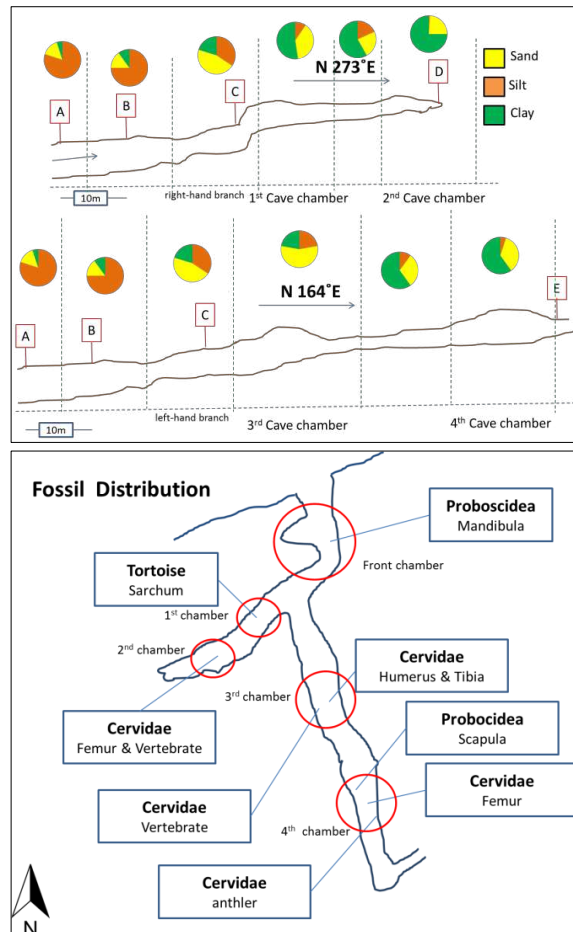 A
B
C
D
N 273˚E
Sand
Silt
Clay
10m
right-hand branch
1st Cave chamber
2nd Cave chamber
A
B
C
E
N 164˚E
10m
left-hand branch
3rd Cave chamber
4th Cave chamber
Fossil Distribution
Proboscidea
Mandibula
Front chamber
Tortoise
Sarchum
1st chamber
2nd chamber
Cervidae
Humerus & Tibia
3rd chamber
Cervidae
Femur & Vertebrate
Probocidea
Scapula
Cervidae
Femur
Cervidae
Vertebrate
4th chamber
Cervidae
anthler
N